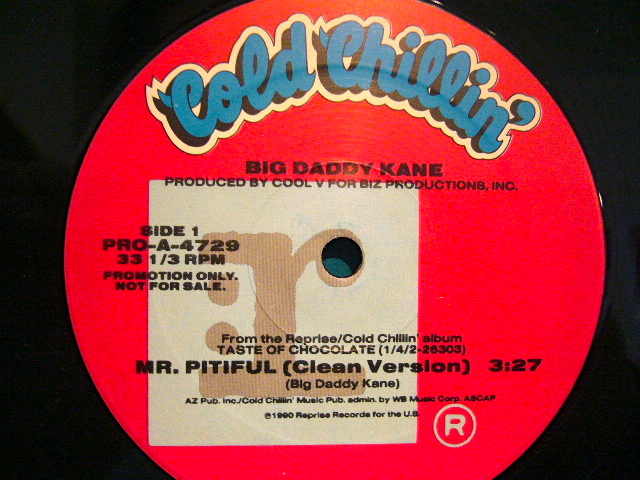 Cold Chillin'
BIG DADDY KANE
PRODUCED BY COOL V FOR BIZ PRODUCTIONS, INC.
SIDE 1
PRO-A-4729
33 1/3 RPM
PROMOTION ONLY.
NOT FOR SALE.
r
From the Reprise/Cold Chillin' album
TASTE OF CHOCOLATE (1/4/2-26303)
MR. PITIFUL (Clean Version) 3:27
(Big Daddy Kane)
AZ Pub. Inc./Cold Chillin' Music Pub. admin. by WB Music Corp. ASCAP
℗1990 Reprise Records for the U.S.
R